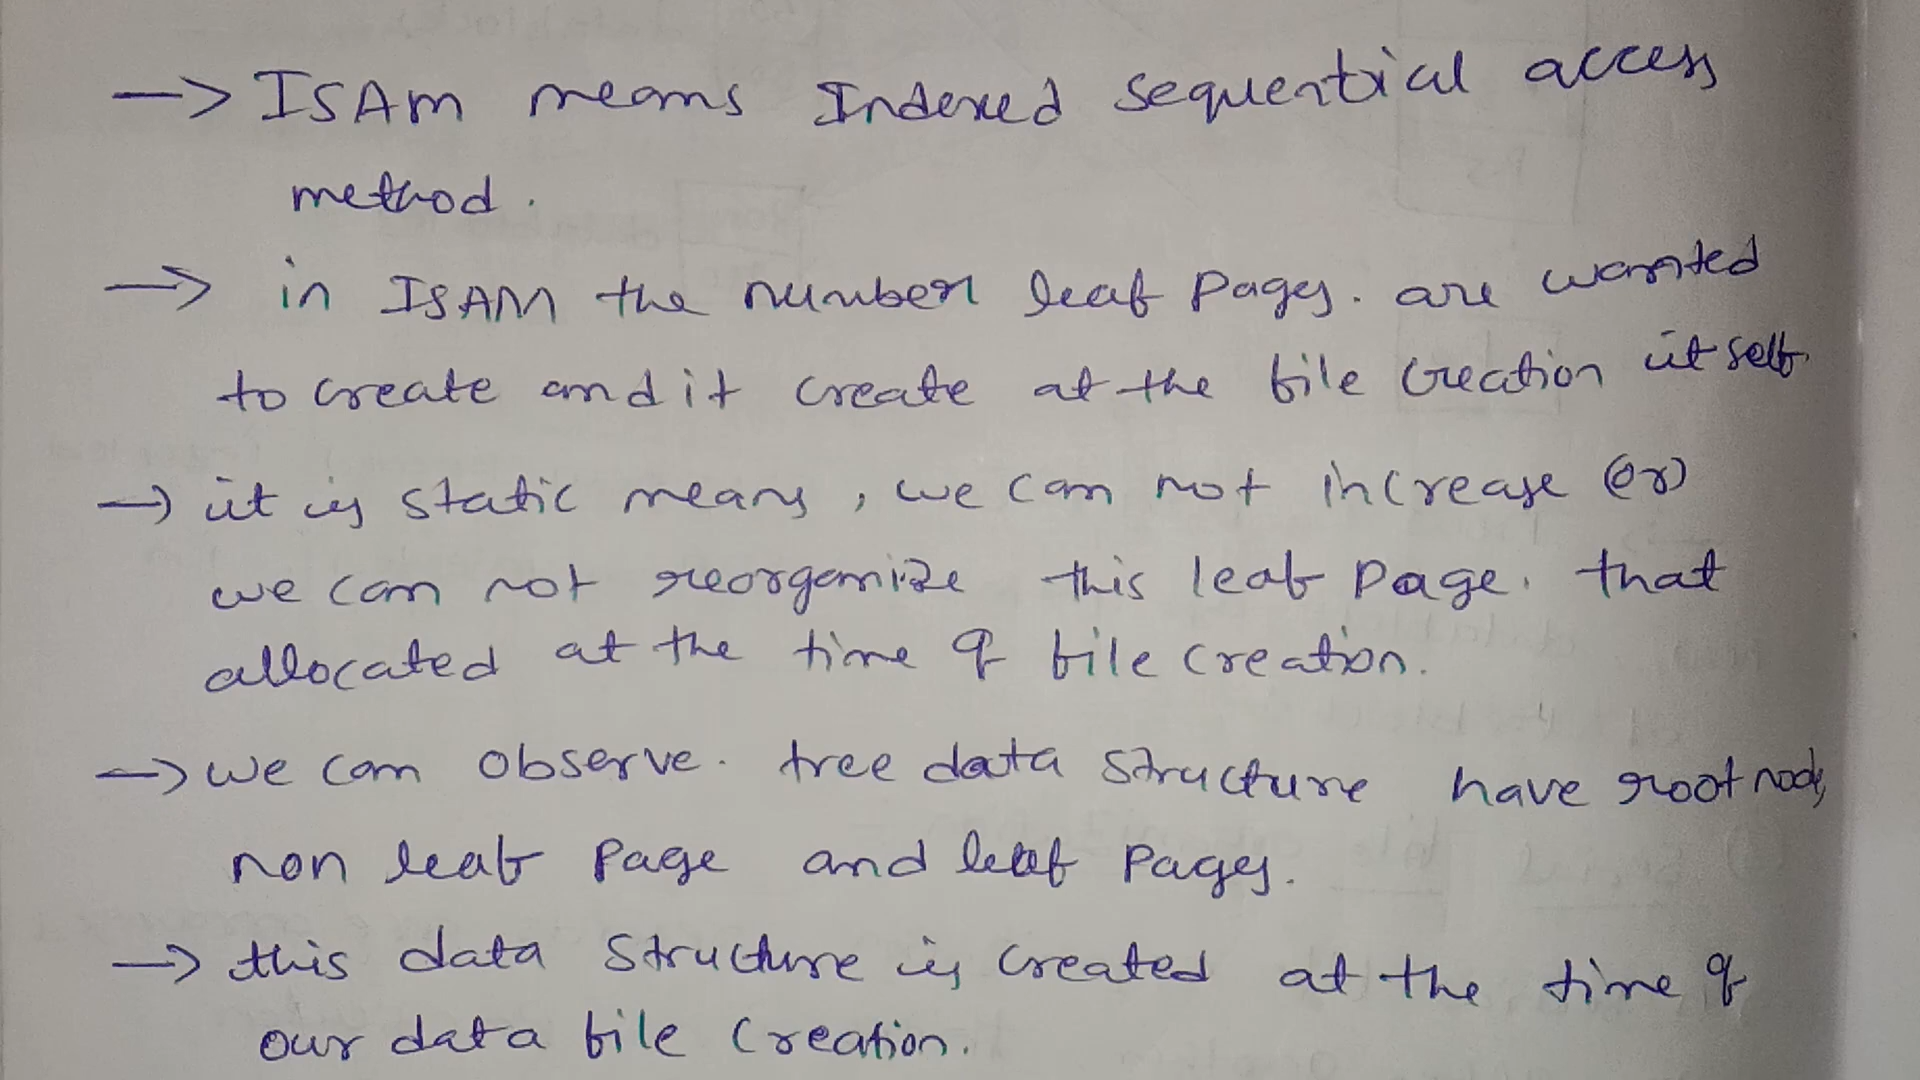 -> ISAM means Indexed sequential access
method.
-> in ISAM the number leaf pages. are wanted
to create and it create at the file creation itself.
-> it is static means, we can not increase (or)
we can not reorganize this leaf page. that
allocated at the time of file creation.
-> we can observe. tree data structure have root node,
non leaf page and leaf pages.
-> this data structure is created at the time of
our data file creation.